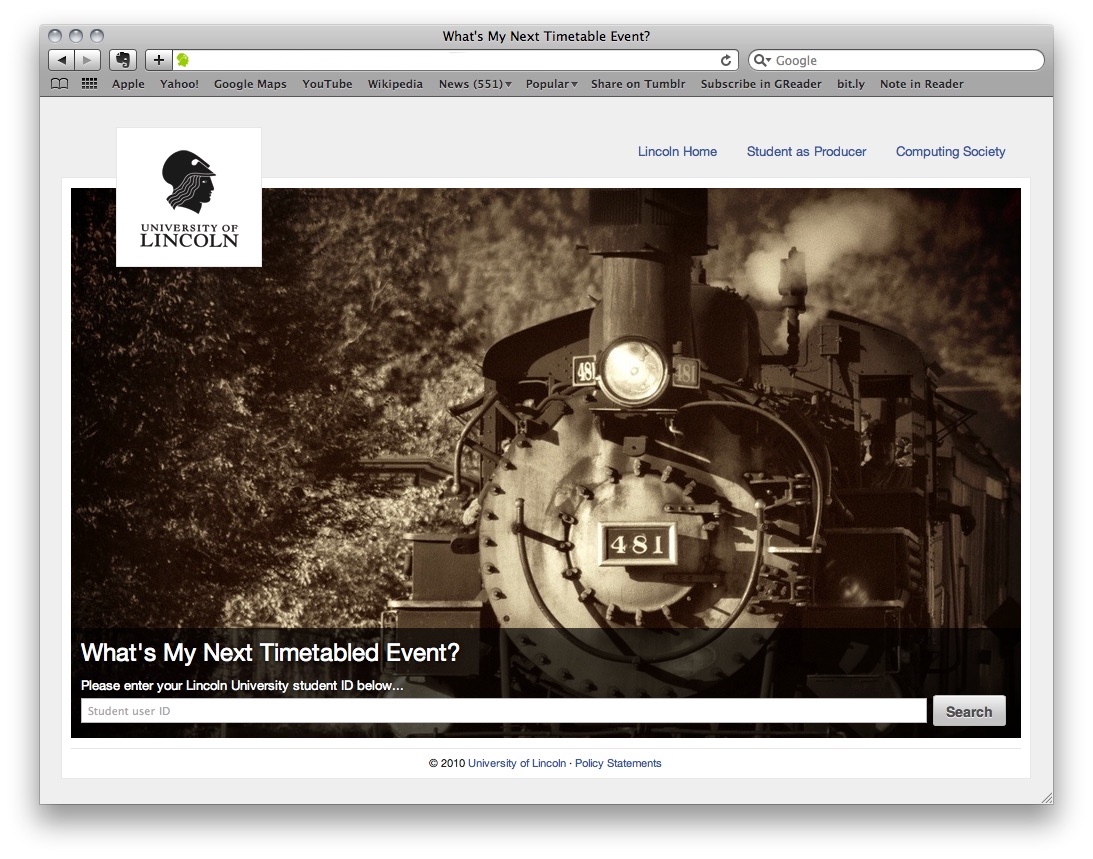 What's My Next Timetable Event?
Google
Apple Yahoo! Google Maps YouTube Wikipedia News (551) Popular Share on Tumblr Subscribe in GReader bit.ly Note in Reader
Lincoln Home Student as Producer Computing Society
UNIVERSITY OF
LINCOLN
481 481
481
What's My Next Timetabled Event?
Please enter your Lincoln University student ID below...
Student user ID Search
© 2010 University of Lincoln · Policy Statements